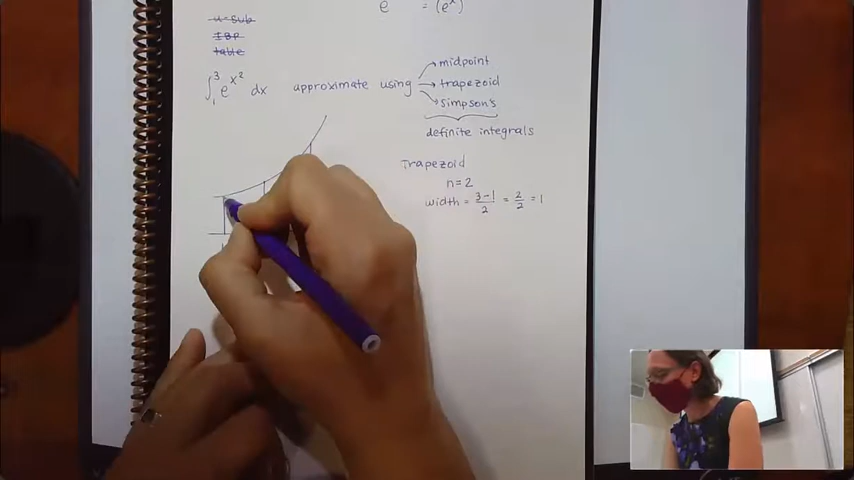 e = (eˣ)
u-sub
IBP
table
∫₁³ e^x² dx approximate using
midpoint
trapezoid
simpson's
definite integrals
Trapezoid
n=2
width = 3-1/2 = 2/2 = 1